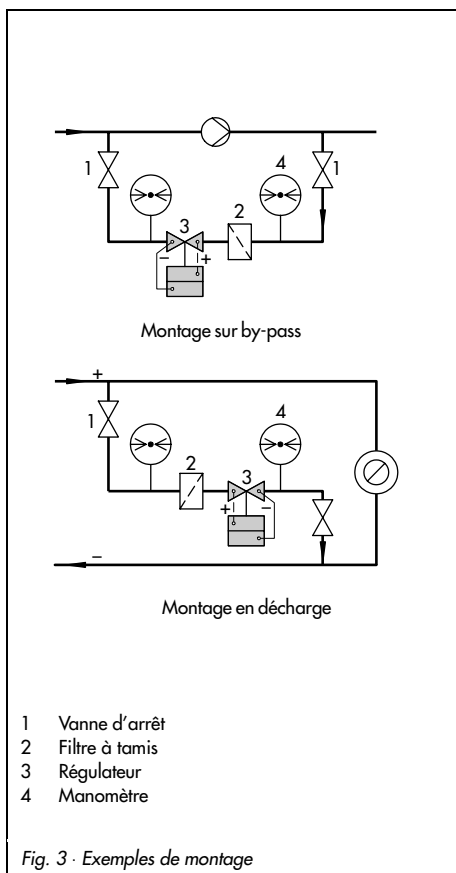 1
4
1
3
2
–
+
Montage sur by-pass
+
1
4
2
3
+
–
–
Montage en décharge
1 Vanne d'arrêt
2 Filtre à tamis
3 Régulateur
4 Manomètre
Fig. 3 · Exemples de montage